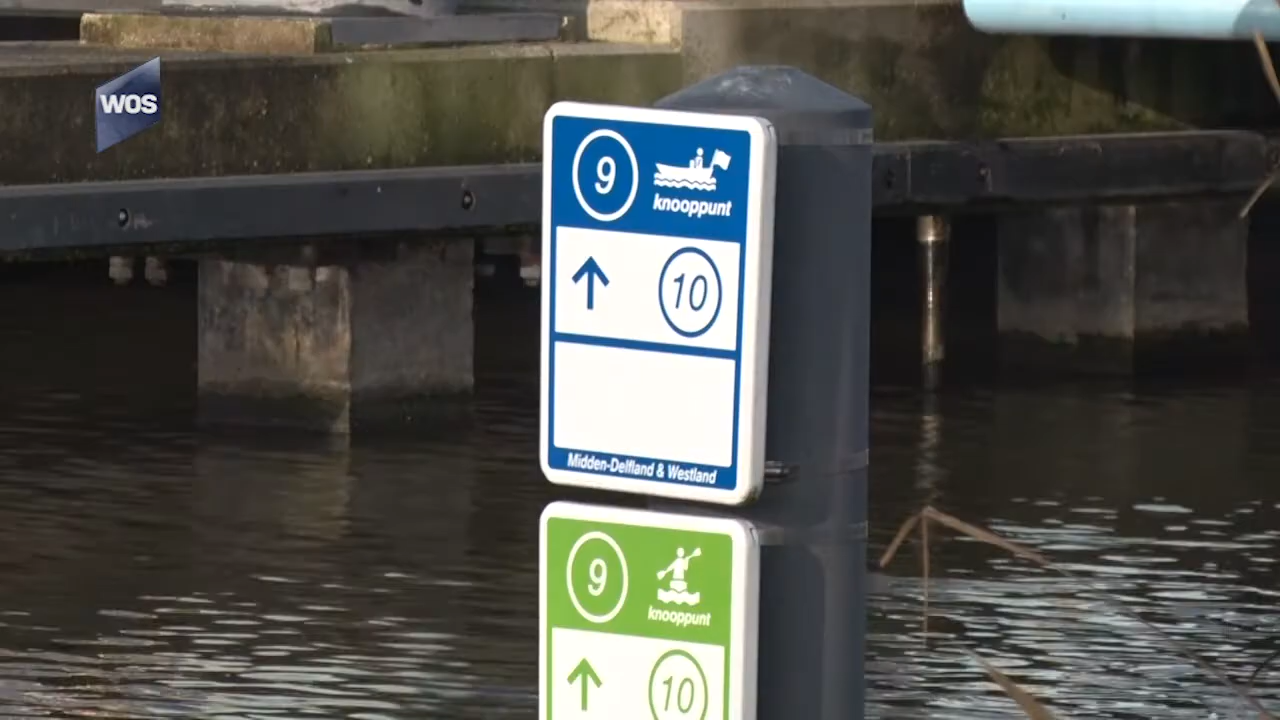 WOS
9
knooppunt
↑ 10
Midden-Delfland & Westland
9
knooppunt
↑ 10